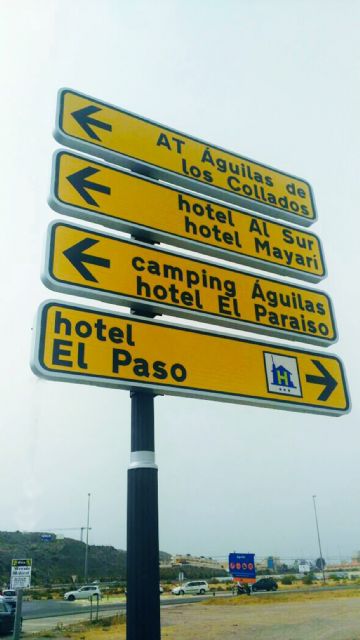 AT Águilas de
los Collados
hotel Al Sur
hotel Mayarí
camping Águilas
hotel El Paraiso
hotel
El Paso
H